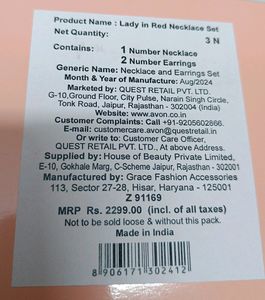 Product Name : Lady in Red Necklace Set
Net Quantity: 3 N
Contains: 1 Number Necklace
2 Number Earrings
Generic Name: Necklace and Earrings Set
Month & Year of Manufacture: Aug/2024
Marketed by: QUEST RETAIL PVT. LTD.
G-10,Ground Floor, City Pulse, Narain Singh Circle,
Tonk Road, Jaipur, Rajasthan - 302004 (India)
Website:www.avon.co.in
Customer Complaints: Call +91-9205602866.
E-mail: customercare.avon@questretail.in
Or write to: Customer Care Officer,
QUEST RETAIL PVT. LTD., At above Address.
Supplied by: House of Beauty Private Limited,
E-10, Gokhale Marg, C-Scheme Jaipur, Rajasthan - 302001
Manufactured by: Grace Fashion Accessories
113, Sector 27-28, Hisar, Haryana - 125001
Z 91169
MRP Rs. 2299.00 (incl. of all taxes)
Not to be sold loose & without this pack.
Made in India
8906171302412